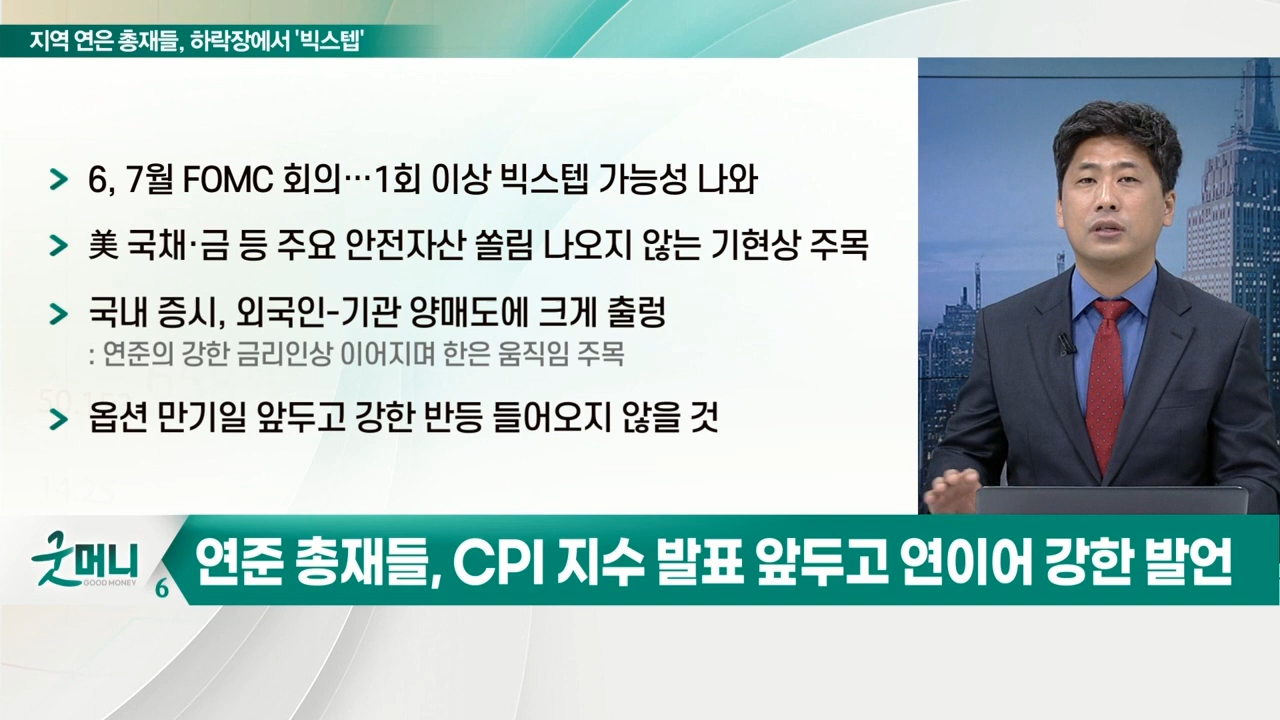 지역 연은 총재들, 하락장에서 '빅스텝'
6, 7월 FOMC 회의…1회 이상 빅스텝 가능성 나와
美 국채·금 등 주요 안전자산 쏠림 나오지 않는 기현상 주목
국내 증시, 외국인-기관 양매도에 크게 출렁
: 연준의 강한 금리인상 이어지며 한은 움직임 주목
옵션 만기일 앞두고 강한 반등 들어오지 않을 것
굿머니
GOOD MONEY
6
연준 총재들, CPI 지수 발표 앞두고 연이어 강한 발언